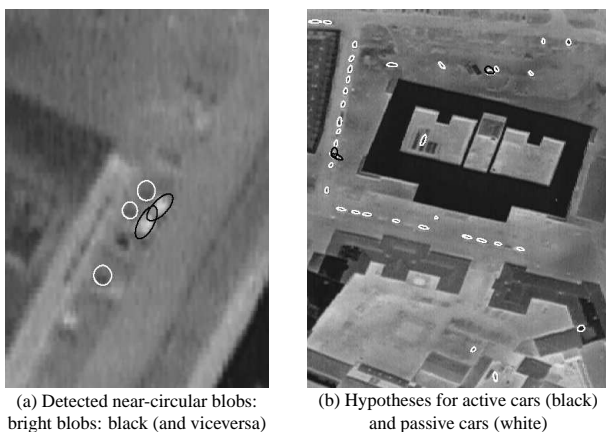 (a) Detected near-circular blobs:
bright blobs: black (and viceversa)
(b) Hypotheses for active cars (black)
and passive cars (white)